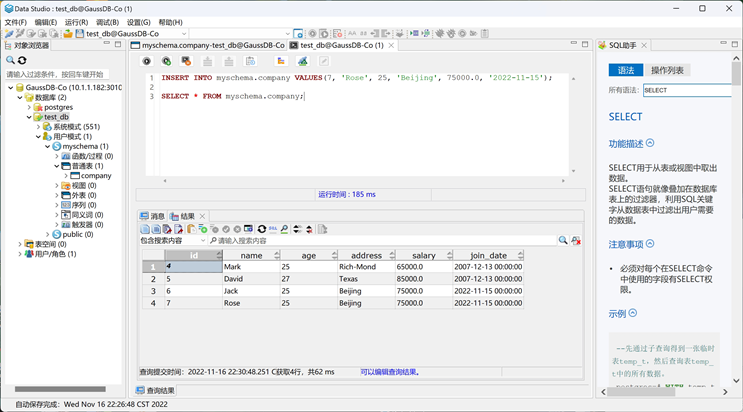 Data Studio : test_db@GaussDB-Co (1)
文件(F) 编辑(E) 运行(R) 调试(B) 设置(G) 帮助(H)
test_db@GaussDB-Co (1)
对象浏览器
请输入过滤条件，按回车键开始
GaussDB-Co (10.1.1.182:3010
数据库 (2)
postgres
test_db
系统模式 (551)
用户模式 (1)
myschema (1)
函数/过程 (0)
普通表 (1)
company
视图 (0)
外表 (0)
序列 (0)
同义词 (0)
触发器 (0)
public (0)
表空间 (0)
用户/角色 (1)
myschema.company-test_db@GaussDB-Co
test_db@GaussDB-Co (1)
1 INSERT INTO myschema.company VALUES(7, 'Rose', 25, 'Beijing', 75000.0, '2022-11-15');
2
3 SELECT * FROM myschema.company;
运行时间 : 185 ms
消息 结果
包含搜索内容 请输入搜索内容
id name age address salary join_date
1 4 Mark 25 Rich-Mond 65000.0 2007-12-13 00:00:00
2 5 David 27 Texas 85000.0 2007-12-13 00:00:00
3 6 Jack 25 Beijing 75000.0 2022-11-15 00:00:00
4 7 Rose 25 Beijing 75000.0 2022-11-15 00:00:00
查询提交时间：2022-11-16 22:30:48.251 C获取4行，共62 ms 可以编辑查询结果。
查询结果
SQL助手
语法 操作列表
所有语法: SELECT
SELECT
功能描述
SELECT用于从表或视图中取出
数据。
SELECT语句就像叠加在数据库
表上的过滤器，利用SQL关键
字从数据表中过滤出用户需要
的数据。
注意事项
• 必须对每个在SELECT命令
中使用的字段有SELECT权
限。
示例
--先通过子查询得到一张临时
表temp_t，然后查询表temp_
t中的所有数据。
自动保存完成：Wed Nov 16 22:26:48 CST 2022